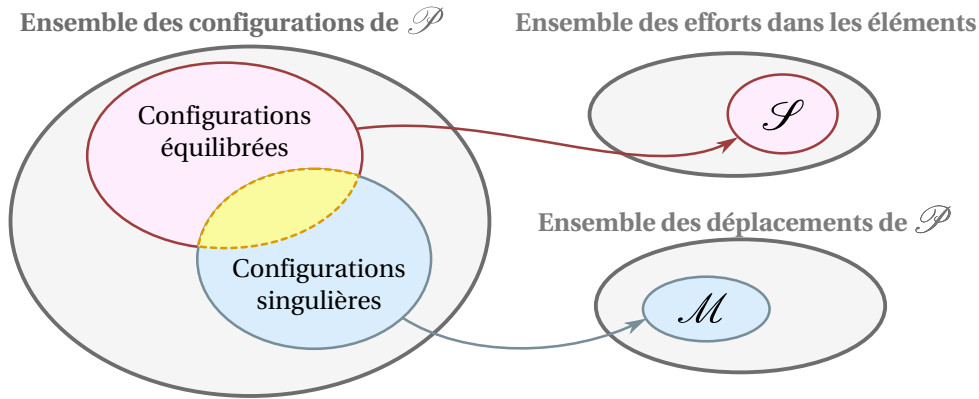 Ensemble des configurations de 𝒫
Ensemble des efforts dans les éléments
Configurations
équilibrées
𝒮
Ensemble des déplacements de 𝒫
Configurations
singulières
ℳ